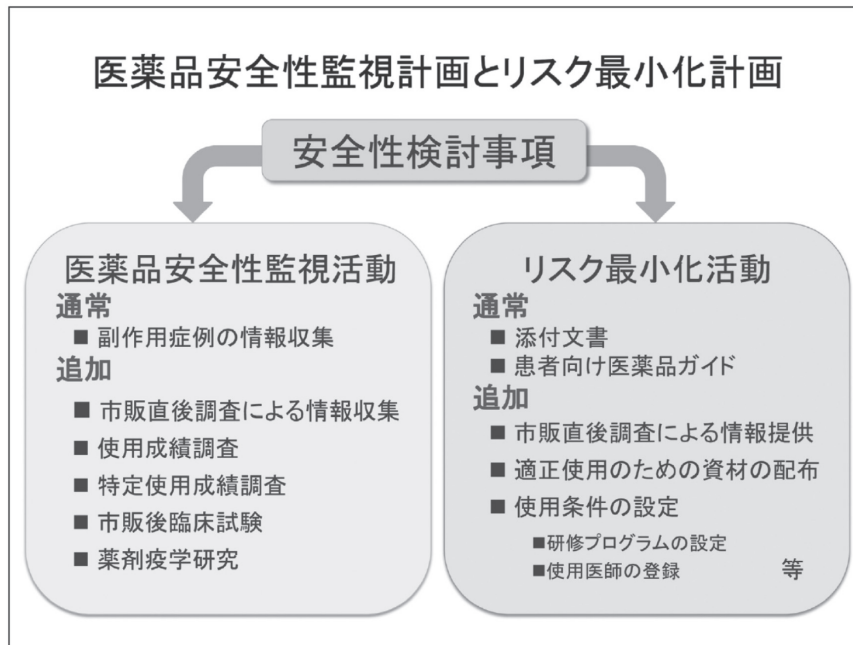 医薬品安全性監視計画とリスク最小化計画
安全性検討事項
医薬品安全性監視活動
通常
■ 副作用症例の情報収集
追加
■ 市販直後調査による情報収集
■ 使用成績調査
■ 特定使用成績調査
■ 市販後臨床試験
■ 薬剤疫学研究
リスク最小化活動
通常
■ 添付文書
■ 患者向け医薬品ガイド
追加
■ 市販直後調査による情報提供
■ 適正使用のための資材の配布
■ 使用条件の設定
■研修プログラムの設定
■使用医師の登録 等